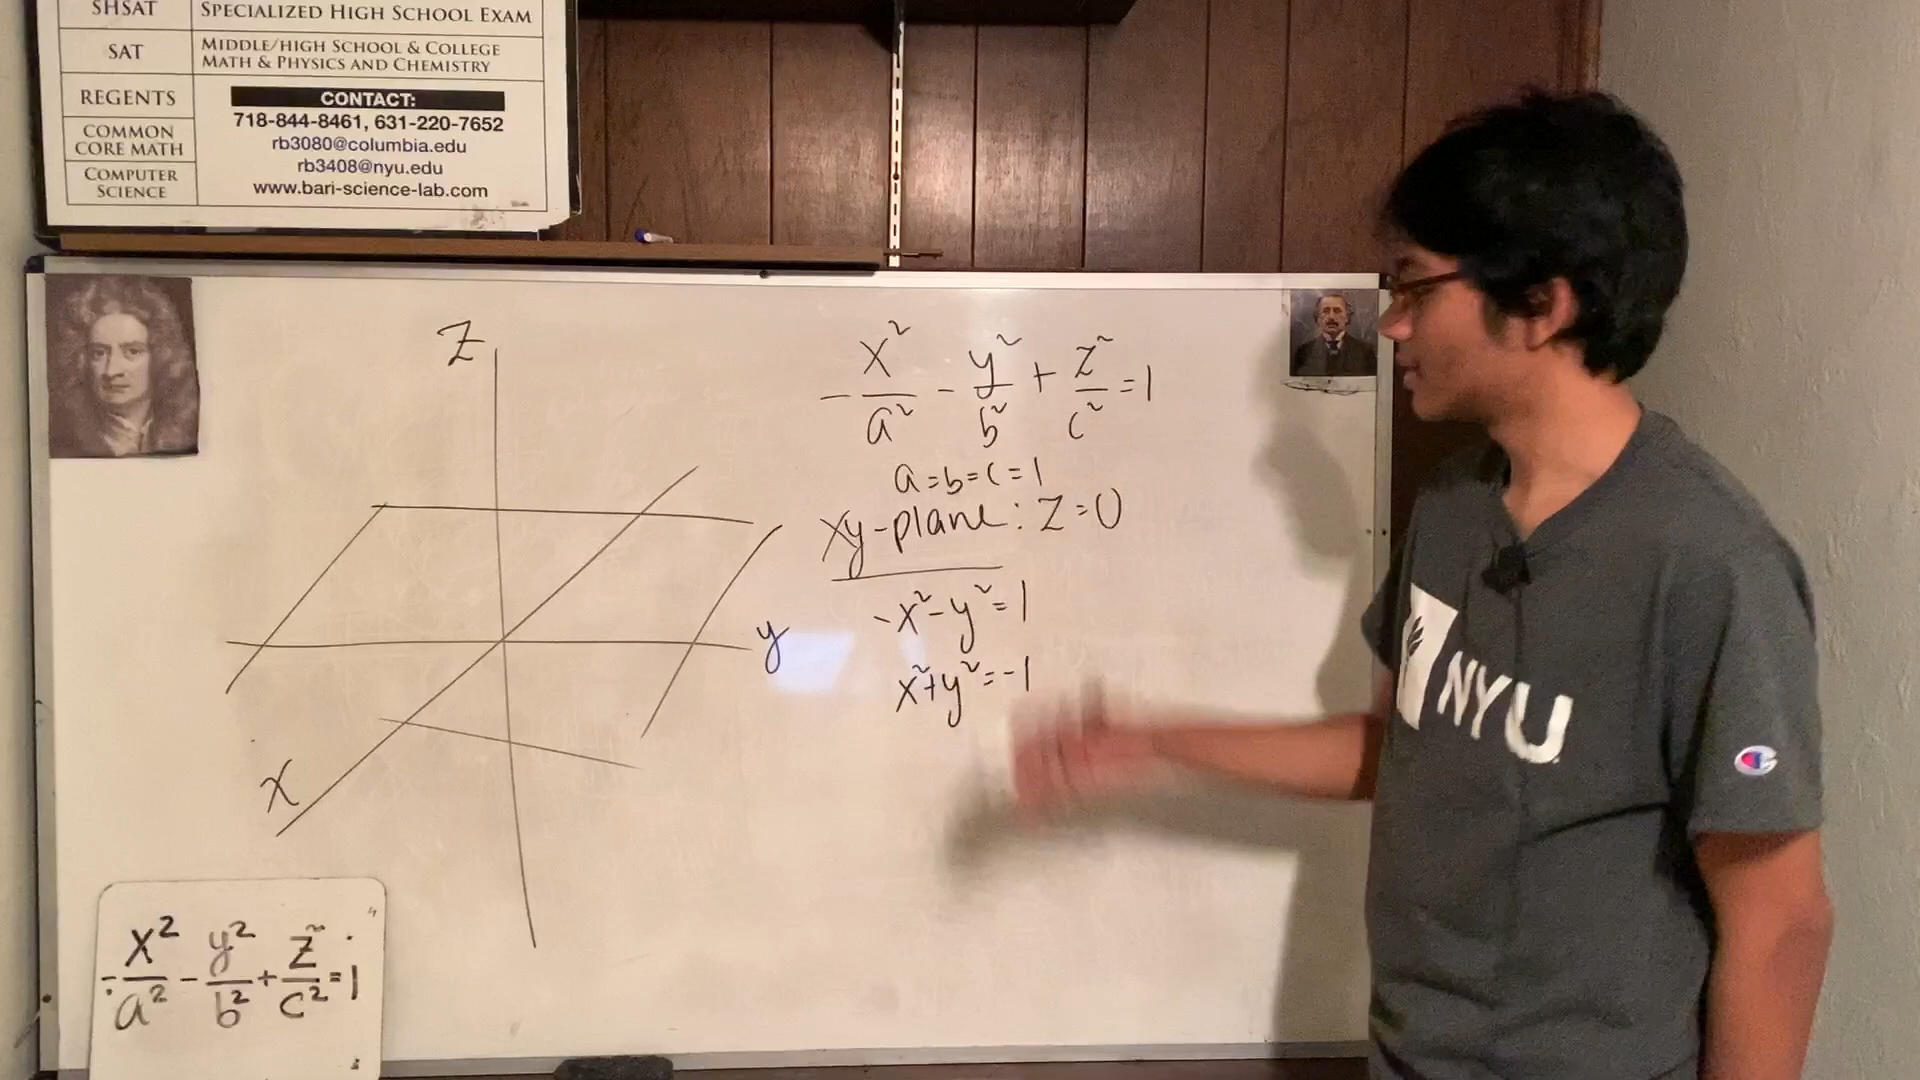 SHSAT SPECIALIZED HIGH SCHOOL EXAM
SAT MIDDLE/HIGH SCHOOL & COLLEGE
MATH & PHYSICS AND CHEMISTRY
REGENTS
COMMON
CORE MATH
COMPUTER
SCIENCE
CONTACT:
718-844-8461, 631-220-7652
rb3080@columbia.edu
rb3408@nyu.edu
www.bari-science-lab.com
Z
y
X
-x²/a² - y²/b² + z²/c² = 1
a=b=c=1
xy-plane: Z=0
-x²-y²=1
x²+y²=-1
-x²/a² - y²/b² + z²/c² = 1
NYU